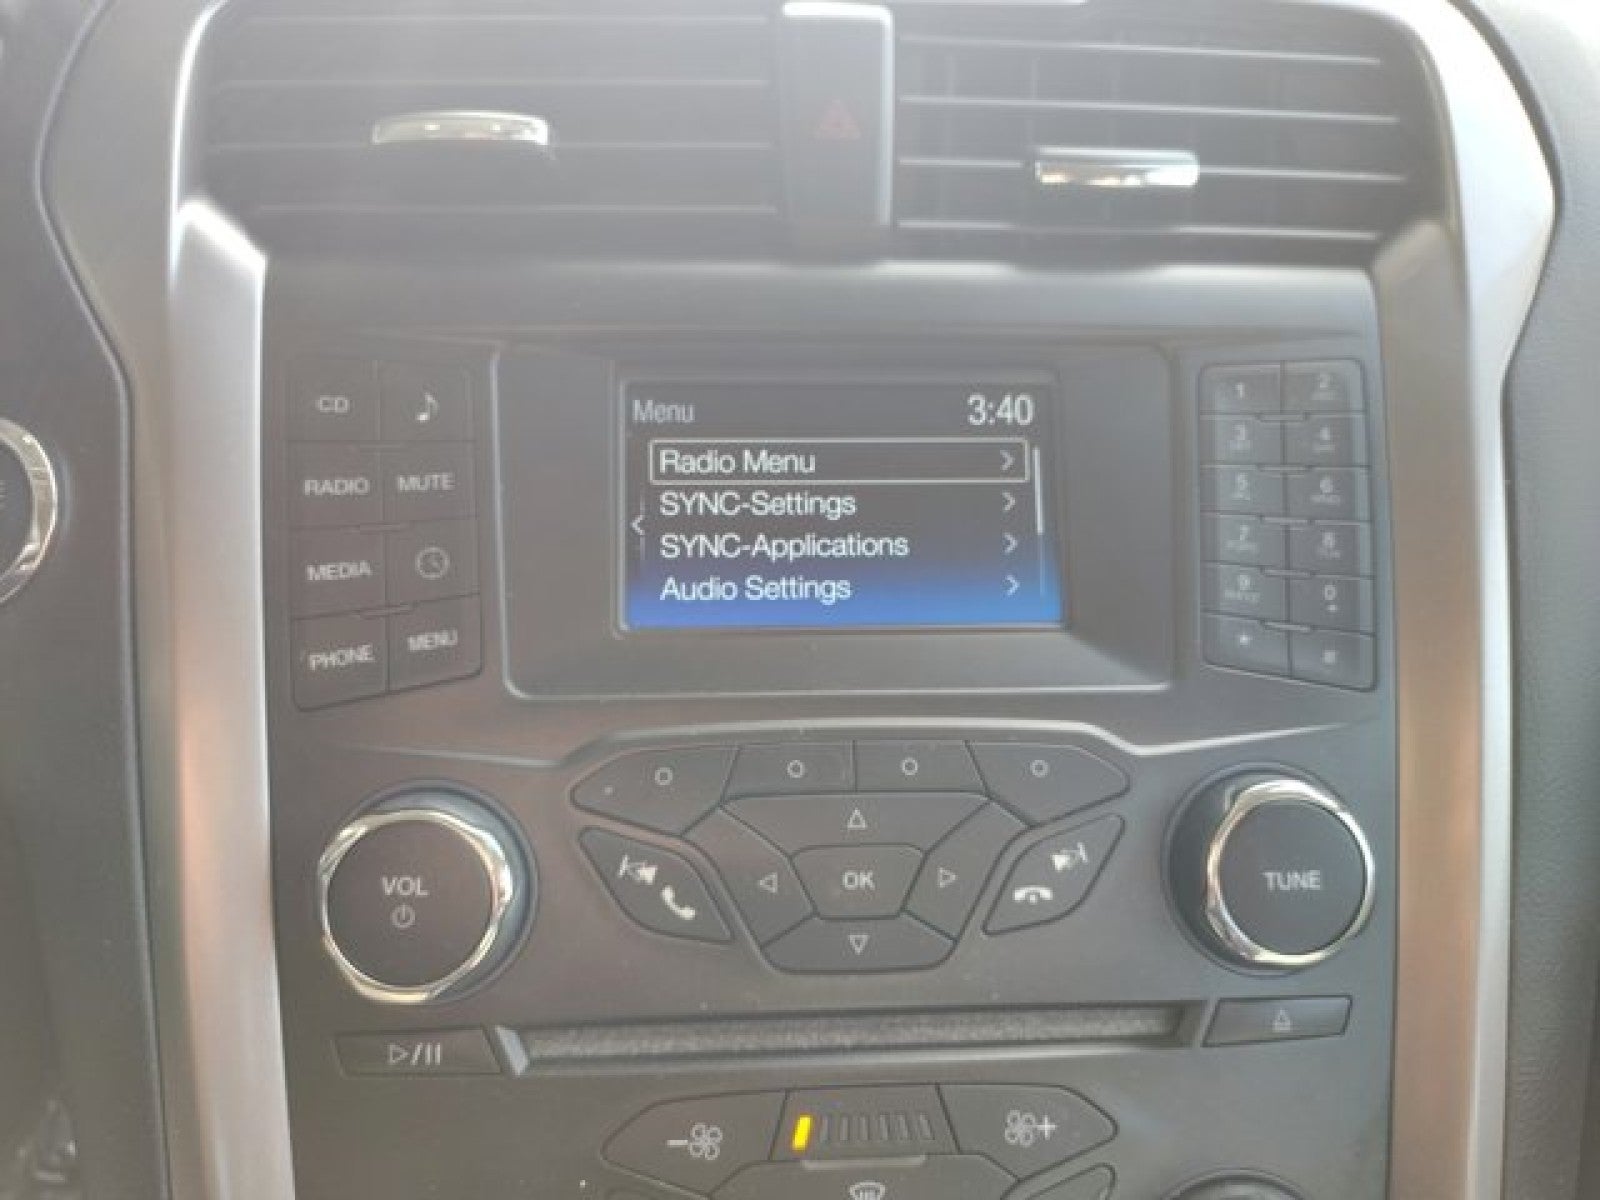 Menu 3:40
Radio Menu
SYNC-Settings
SYNC-Applications
Audio Settings
CD
RADIO MUTE
MEDIA
PHONE MENU
1 2
3 4
5 6
7 8
9 0
* #
VOL
OK
TUNE